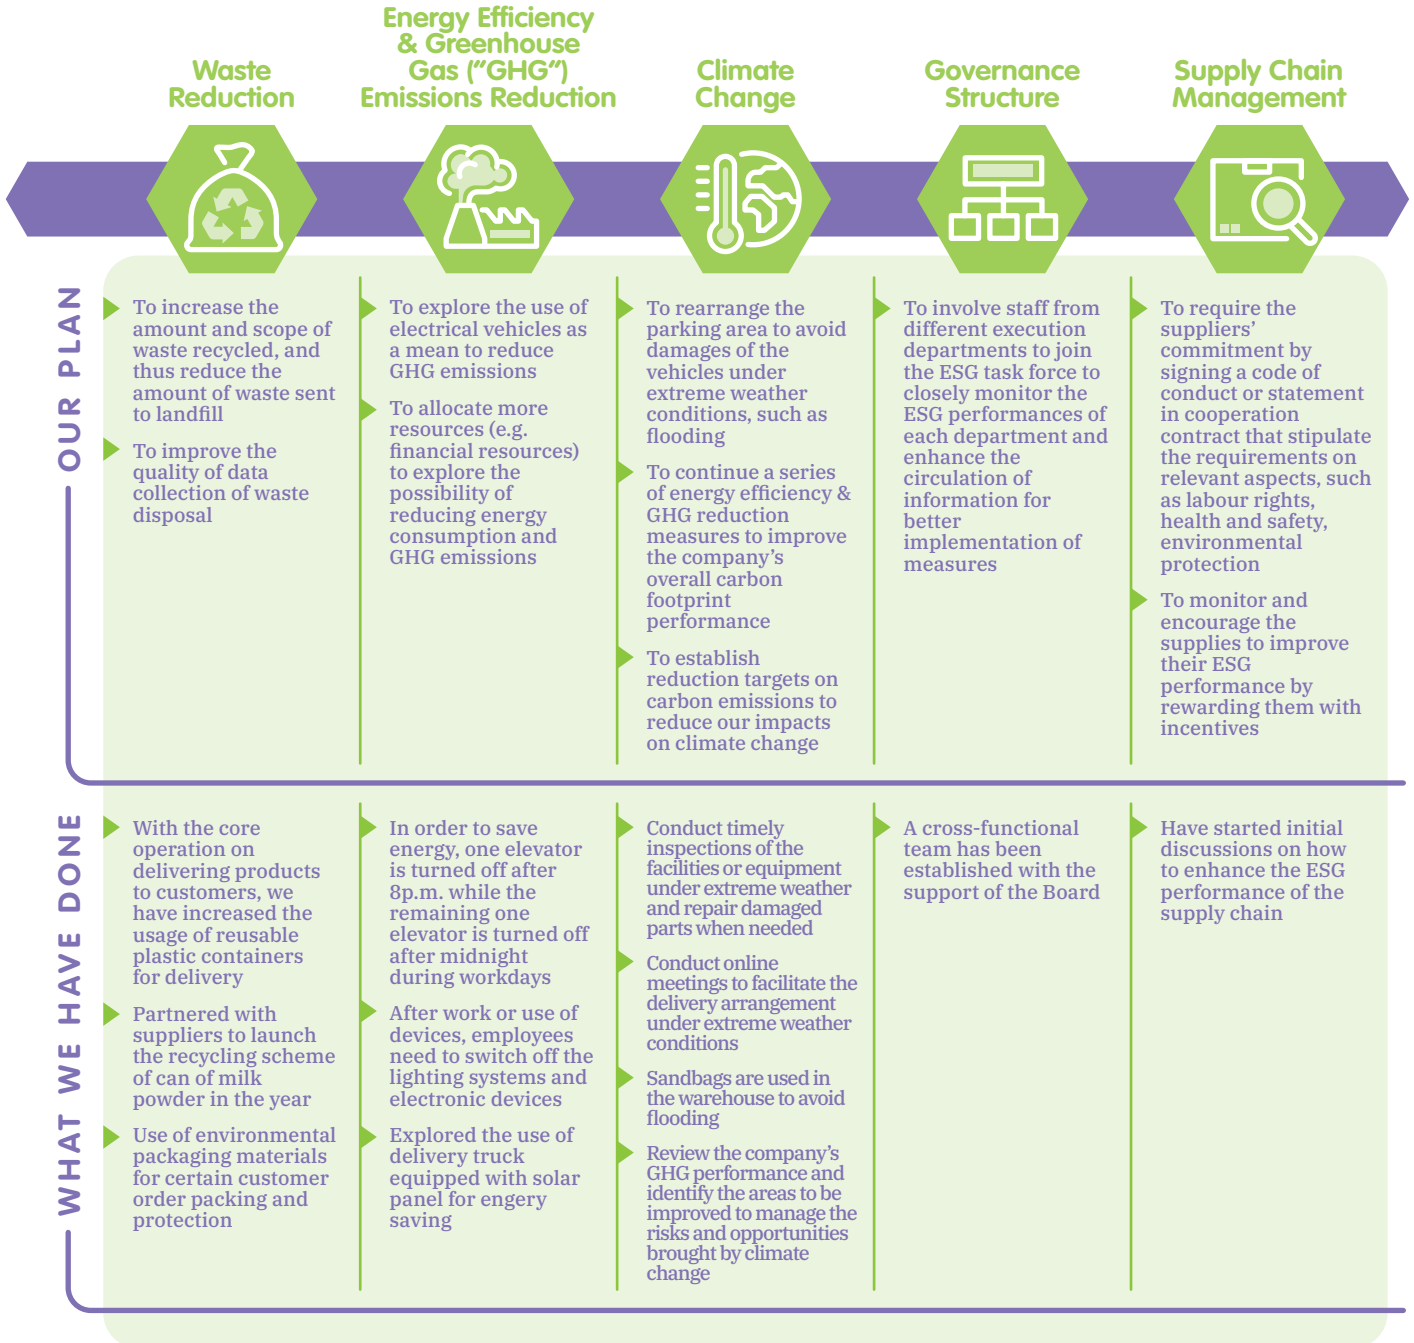 Waste
Reduction
Energy Efficiency
& Greenhouse
Gas ("GHG")
Emissions Reduction
Climate
Change
Governance
Structure
Supply Chain
Management
OUR PLAN
To increase the
amount and scope of
waste recycled, and
thus reduce the
amount of waste sent
to landfill
To improve the
quality of data
collection of waste
disposal
To explore the use of
electrical vehicles as
a mean to reduce
GHG emissions
To allocate more
resources (e.g.
financial resources)
to explore the
possibility of
reducing energy
consumption and
GHG emissions
To rearrange the
parking area to avoid
damages of the
vehicles under
extreme weather
conditions, such as
flooding
To continue a series
of energy efficiency &
GHG reduction
measures to improve
the company's
overall carbon
footprint
performance
To establish
reduction targets on
carbon emissions to
reduce our impacts
on climate change
To involve staff from
different execution
departments to join
the ESG task force to
closely monitor the
ESG performances of
each department and
enhance the
circulation of
information for
better
implementation of
measures
To require the
suppliers'
commitment by
signing a code of
conduct or statement
in cooperation
contract that stipulate
the requirements on
relevant aspects, such
as labour rights,
health and safety,
environmental
protection
To monitor and
encourage the
supplies to improve
their ESG
performance by
rewarding them with
incentives
WHAT WE HAVE DONE
With the core
operation on
delivering products
to customers, we
have increased the
usage of reusable
plastic containers
for delivery
Partnered with
suppliers to launch
the recycling scheme
of can of milk
powder in the year
Use of environmental
packaging materials
for certain customer
order packing and
protection
In order to save
energy, one elevator
is turned off after
8p.m. while the
remaining one
elevator is turned off
after midnight
during workdays
After work or use of
devices, employees
need to switch off the
lighting systems and
electronic devices
Explored the use of
delivery truck
equipped with solar
panel for engery
saving
Conduct timely
inspections of the
facilities or equipment
under extreme weather
and repair damaged
parts when needed
Conduct online
meetings to facilitate the
delivery arrangement
under extreme weather
conditions
Sandbags are used in
the warehouse to avoid
flooding
Review the company's
GHG performance and
identify the areas to be
improved to manage the
risks and opportunities
brought by climate
change
A cross-functional
team has been
established with the
support of the Board
Have started initial
discussions on how
to enhance the ESG
performance of the
supply chain